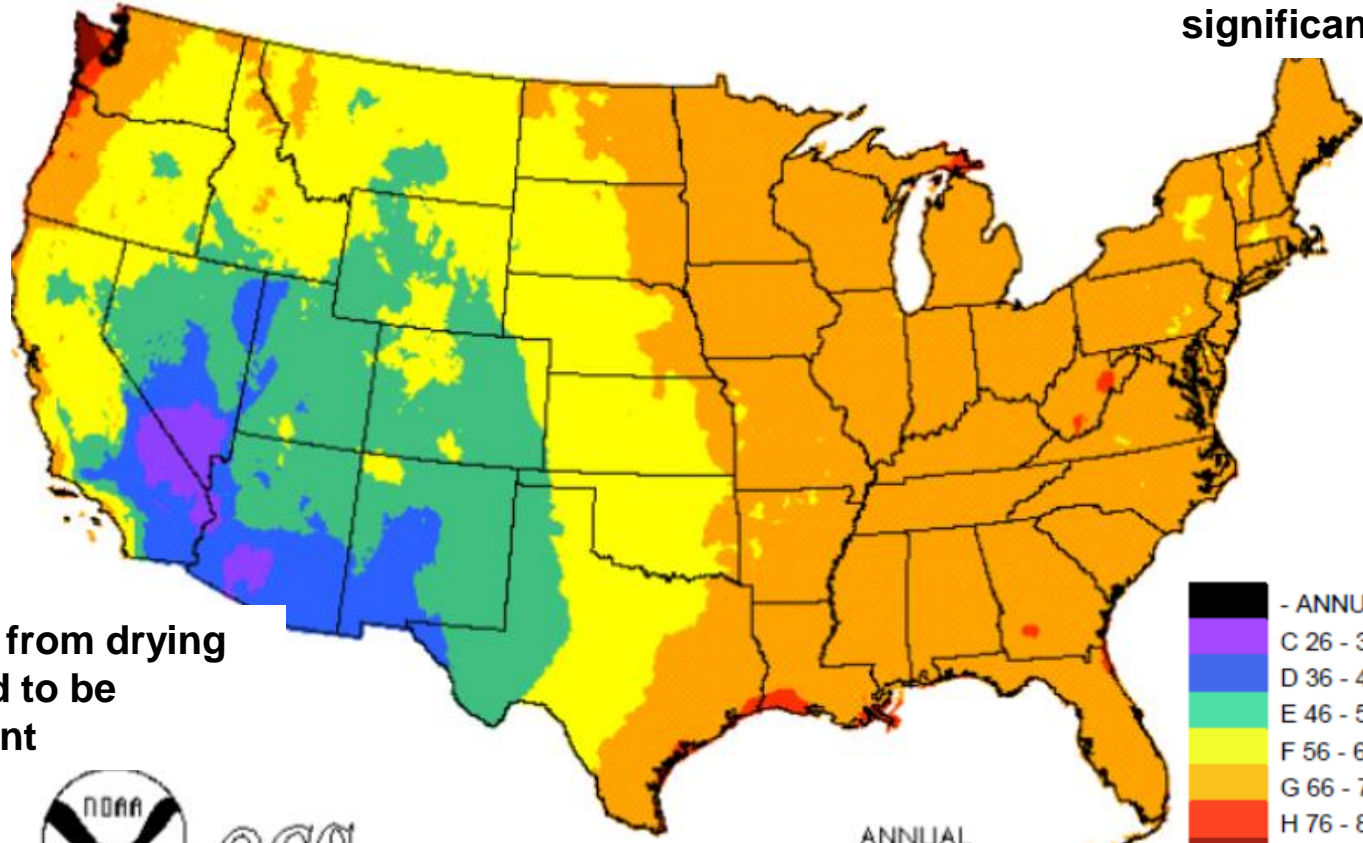 significan
from drying
d to be
nt
NOAA
ANNUAL
- ANNU
C 26 - 3
D 36 - 4
E 46 - 5
F 56 - 6
G 66 - 7
H 76 - 8